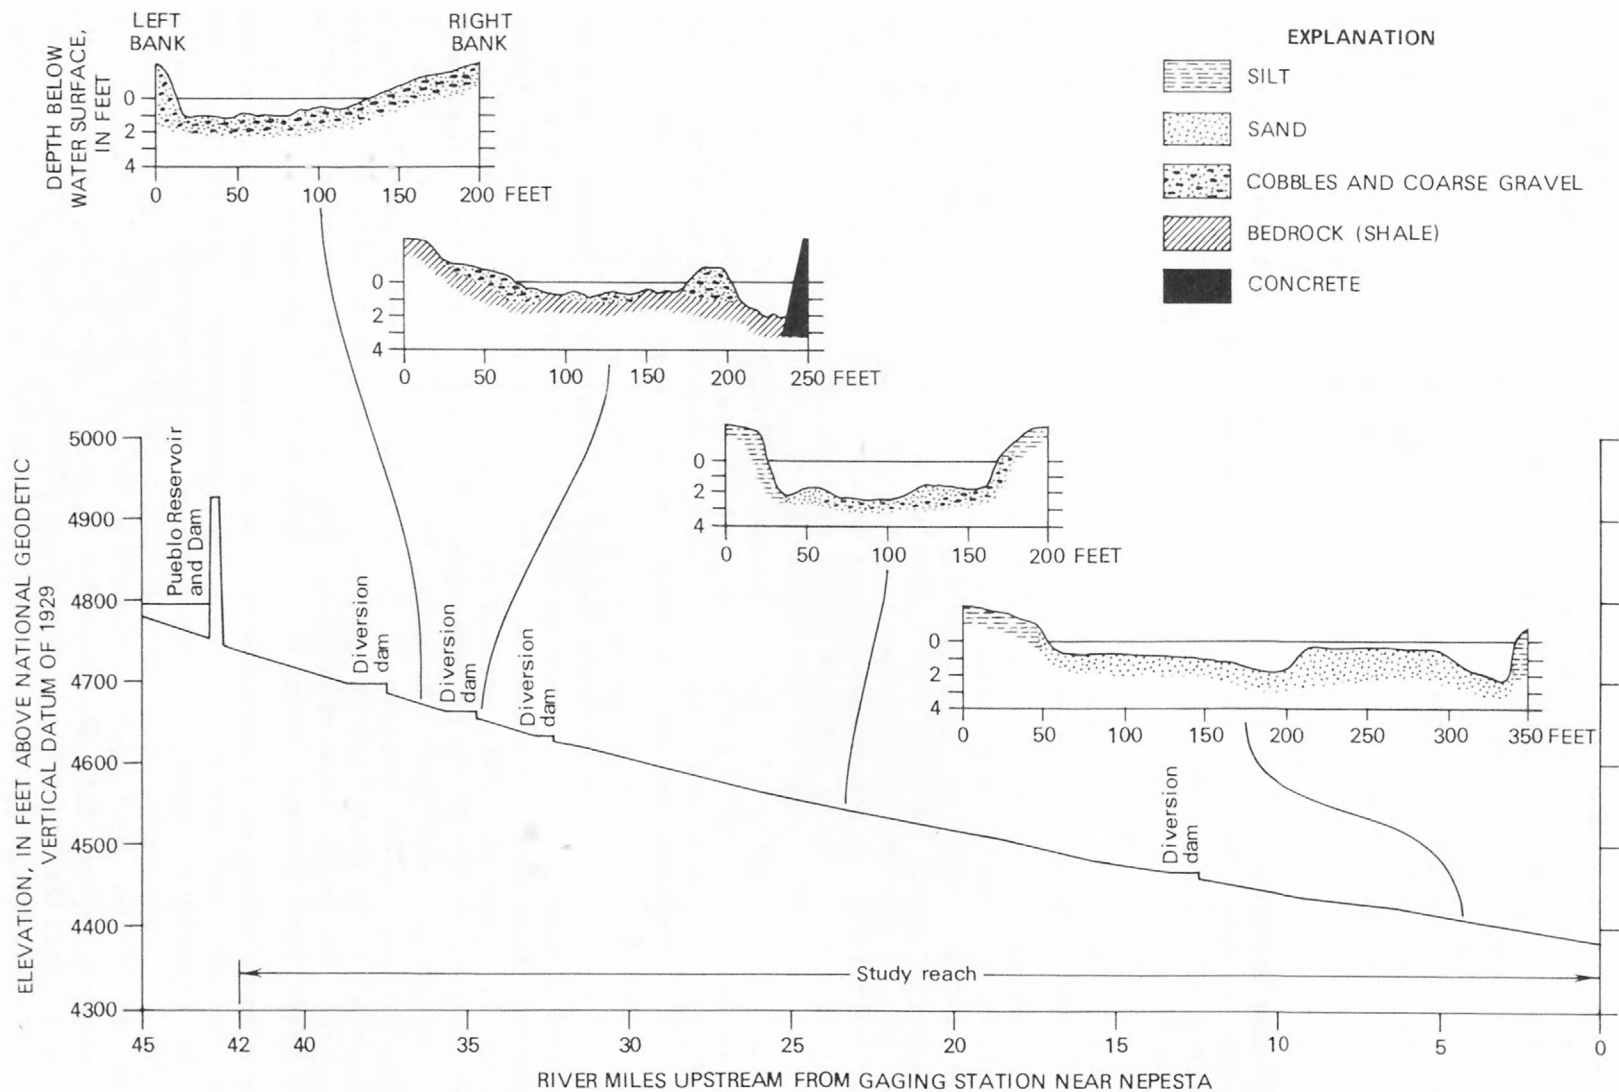 LEFT
BANK
RIGHT
BANK
DEPTH BELOW
WATER SURFACE,
IN FEET
0
2
4
0 50 100 150 200 FEET
EXPLANATION
SILT
SAND
COBBLES AND COARSE GRAVEL
BEDROCK (SHALE)
CONCRETE
0
2
4
0 50 100 150 200 250 FEET
0
2
4
0 50 100 150 200 FEET
0
2
4
0 50 100 150 200 250 300 350 FEET
ELEVATION, IN FEET ABOVE NATIONAL GEODETIC
VERTICAL DATUM OF 1929
5000
4900
4800
4700
4600
4500
4400
4300
Pueblo Reservoir
and Dam
Diversion
dam
Diversion
dam
Diversion
dam
Diversion
dam
Study reach
45 42 40 35 30 25 20 15 10 5 0
RIVER MILES UPSTREAM FROM GAGING STATION NEAR NEPESTA